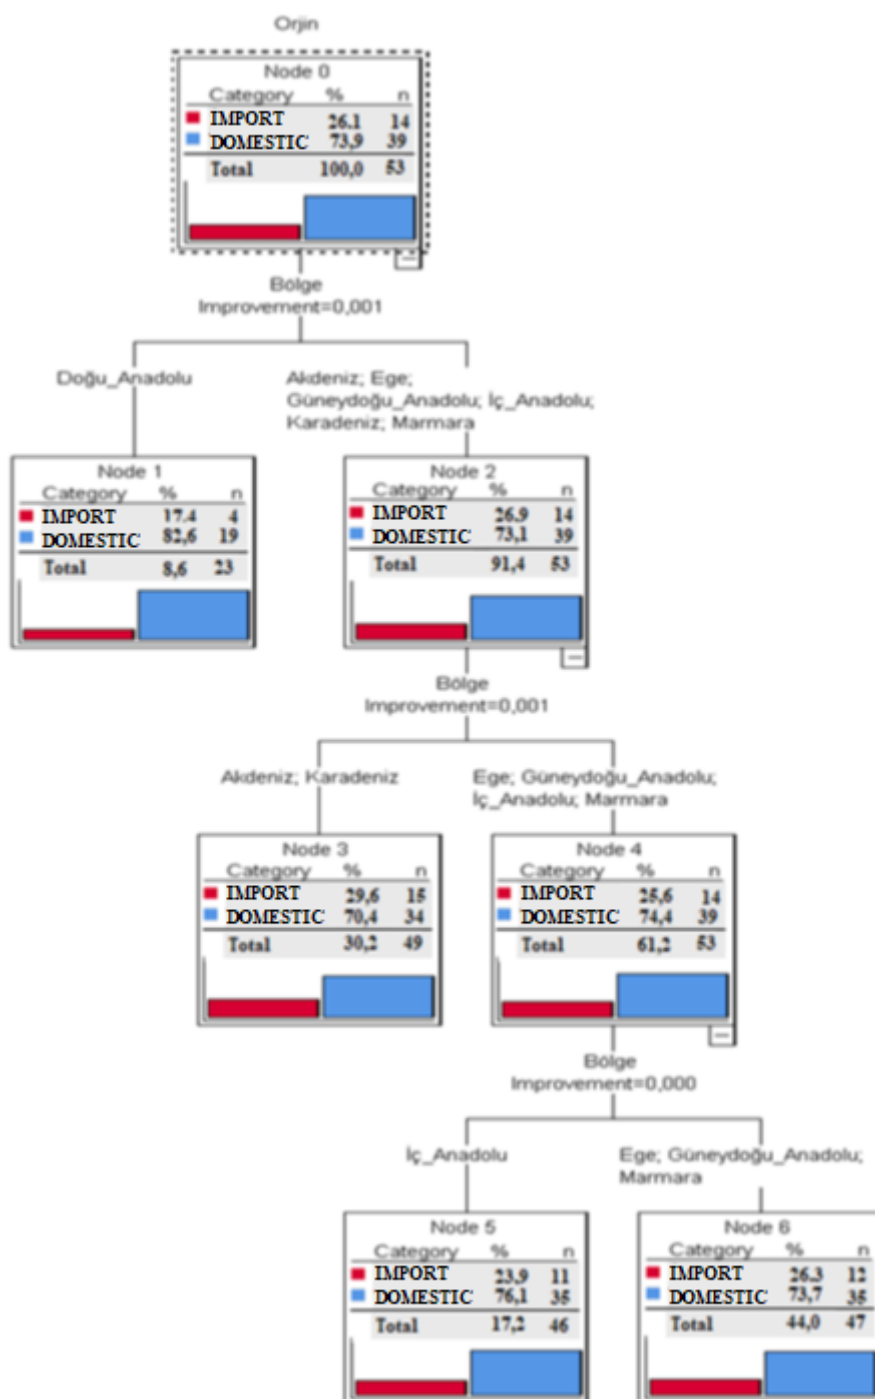 Orjin
Node 0
Category % n
IMPORT 26.1 14
DOMESTIC 73,9 39
Total 100,0 53
Bölge
Improvement=0,001
Doğu_Anadolu
Akdeniz; Ege;
Güneydoğu_Anadolu; İç_Anadolu;
Karadeniz; Marmara
Node 1
Category % n
IMPORT 17.4 4
DOMESTIC 82,6 19
Total 8,6 23
Node 2
Category % n
IMPORT 26.9 14
DOMESTIC 73,1 39
Total 91,4 53
Bölge
Improvement=0,001
Akdeniz; Karadeniz
Ege; Güneydoğu_Anadolu;
İç_Anadolu; Marmara
Node 3
Category % n
IMPORT 29,6 15
DOMESTIC 70,4 34
Total 30,2 49
Node 4
Category % n
IMPORT 25,6 14
DOMESTIC 74,4 39
Total 61,2 53
Bölge
Improvement=0,000
İç_Anadolu
Ege; Güneydoğu_Anadolu;
Marmara
Node 5
Category % n
IMPORT 23,9 11
DOMESTIC 76,1 35
Total 17,2 46
Node 6
Category % n
IMPORT 26.3 12
DOMESTIC 73,7 35
Total 44,0 47